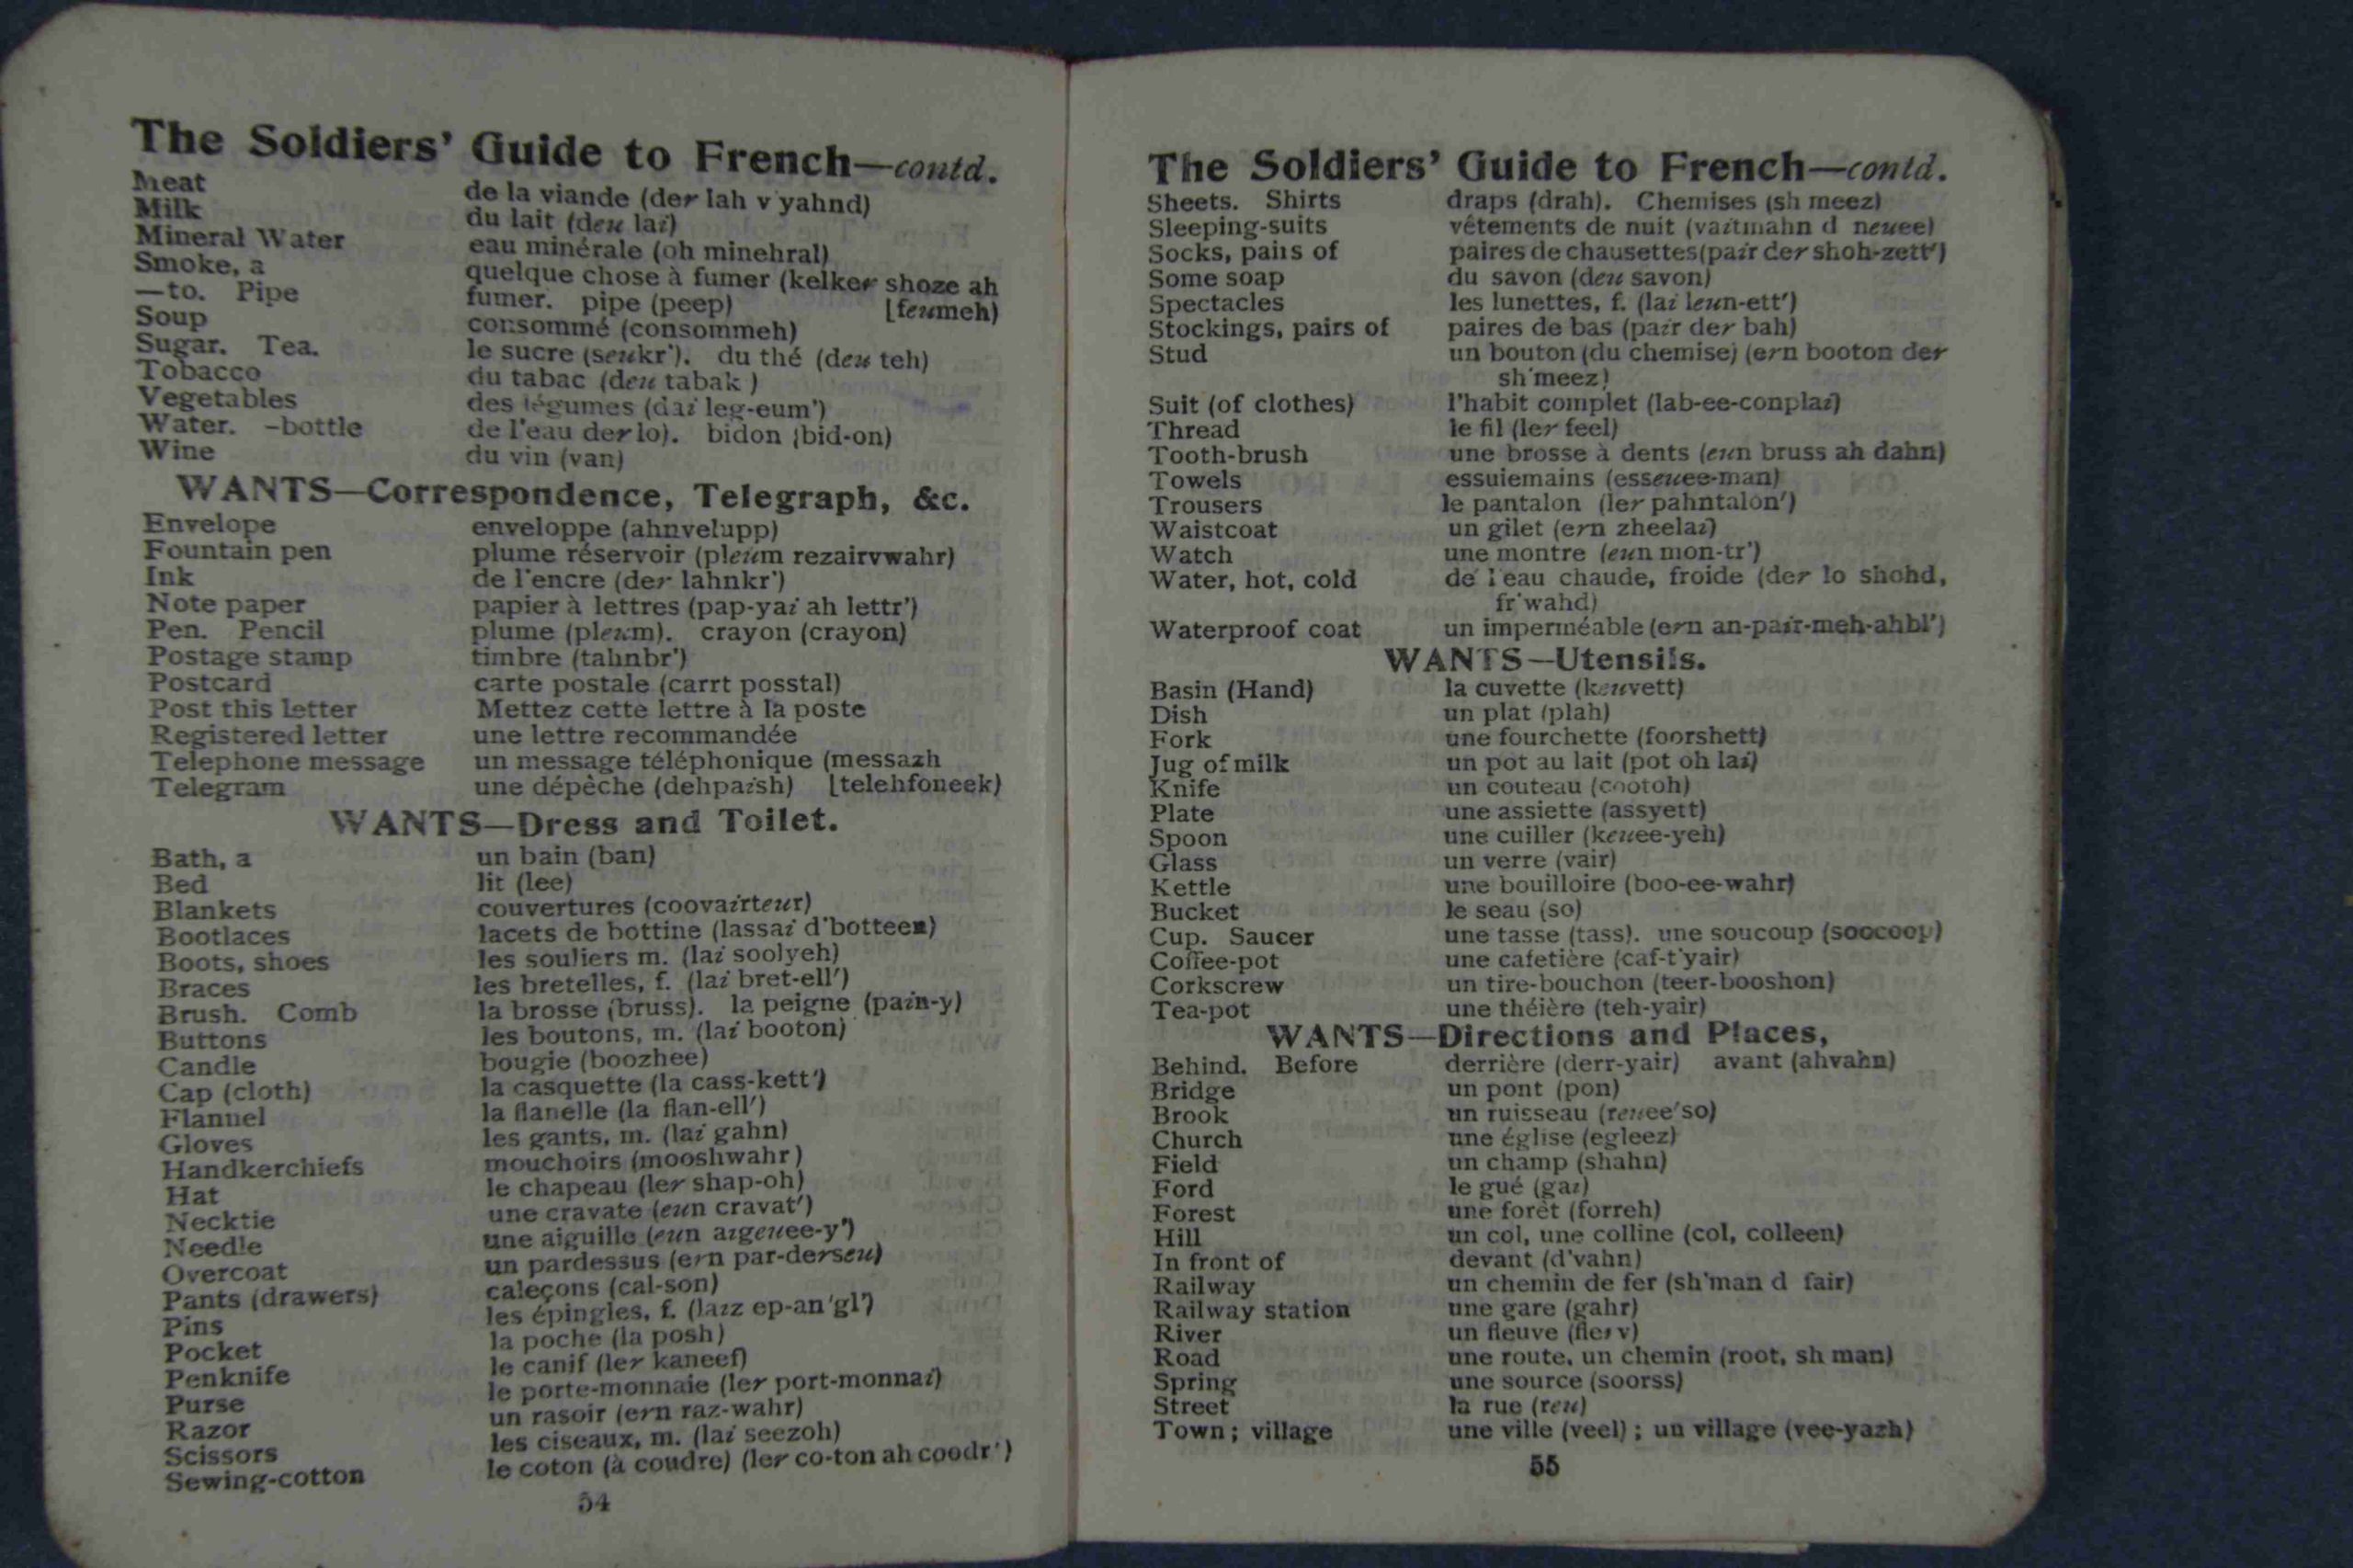 The Soldiers' Guide to French—contd.
Meat de la viande (der lah v'yahnd)
Milk du lait (deu lai)
Mineral Water eau minérale (oh minehral)
Smoke, a quelque chose à fumer (kelker shoze ah
—to. Pipe fumer. pipe (peep) [feumeh)
Soup consommé (consommeh)
Sugar. Tea. le sucre (seukr'). du thé (deu teh)
Tobacco du tabac (deu tabak )
Vegetables des légumes (dai leg-eum')
Water. -bottle de l'eau der lo). bidon (bid-on)
Wine du vin (van)
WANTS—Correspondence, Telegraph, &c.
Envelope enveloppe (ahnvelupp)
Fountain pen plume réservoir (pleum rezairvwahr)
Ink de l'encre (der lahnkr')
Note paper papier à lettres (pap-yai ah lettr')
Pen. Pencil plume (pleum). crayon (crayon)
Postage stamp timbre (tahnbr')
Postcard carte postale (carrt posstal)
Post this letter Mettez cette lettre à la poste
Registered letter une lettre recommandée
Telephone message un message téléphonique (messazh
Telegram une dépèche (dehpaish) [telehfoneek)
WANTS—Dress and Toilet.
Bath, a un bain (ban)
Bed lit (lee)
Blankets couvertures (coovairteur)
Bootlaces lacets de bottine (lassai d'botteen)
Boots, shoes les souliers m. (lai soolyeh)
Braces les bretelles, f. (lai bret-ell')
Brush. Comb la brosse (bruss). la peigne (pain-y)
Buttons les boutons, m. (lai booton)
Candle bougie (boozhee)
Cap (cloth) la casquette (la cass-kett')
Flannel la flanelle (la flan-ell')
Gloves les gants, m. (lai gahn)
Handkerchiefs mouchoirs (mooshwahr)
Hat le chapeau (ler shap-oh)
Necktie une cravate (eun cravat')
Needle une aiguille (eun aigeuee-y')
Overcoat un pardessus (ern par-derseu)
Pants (drawers) caleçons (cal-son)
Pins les épingles, f. (laiz ep-an'gl')
Pocket la poche (la posh)
Penknife le canif (ler kaneef)
Purse le porte-monnaie (ler port-monnai)
Razor un rasoir (ern raz-wahr)
Scissors les ciseaux, m. (lai seezoh)
Sewing-cotton le coton (à coudre) (ler co-ton ah coodr')
54
The Soldiers' Guide to French—contd.
Sheets. Shirts draps (drah). Chemises (sh meez)
Sleeping-suits vêtements de nuit (vaitmahn d neuee)
Socks, pairs of paires de chausettes (pair der shoh-zett')
Some soap du savon (deu savon)
Spectacles les lunettes, f. (lai leun-ett')
Stockings, pairs of paires de bas (pair der bah)
Stud un bouton (du chemise) (ern booton der
sh'meez)
Suit (of clothes) l'habit complet (lab-ee-conplai)
Thread le fil (ler feel)
Tooth-brush une brosse à dents (eun bruss ah dahn)
Towels essuiemains (esseuee-man)
Trousers le pantalon (ler pahntalon')
Waistcoat un gilet (ern zheelai)
Watch une montre (eun mon-tr')
Water, hot, cold de l'eau chaude, froide (der lo shohd,
fr'wahd)
Waterproof coat un imperméable (ern an-pair-meh-ahbl')
WANTS—Utensils.
Basin (Hand) la cuvette (keuvett)
Dish un plat (plah)
Fork une fourchette (foorshett)
Jug of milk un pot au lait (pot oh lai)
Knife un couteau (cootoh)
Plate une assiette (assyett)
Spoon une cuiller (keuee-yeh)
Glass un verre (vair)
Kettle une bouilloire (boo-ee-wahr)
Bucket le seau (so)
Cup. Saucer une tasse (tass). une soucoup (soocoop)
Coffee-pot une cafetière (caf-t'yair)
Corkscrew un tire-bouchon (teer-booshon)
Tea-pot une théière (teh-yair)
WANTS—Directions and Places,
Behind. Before derrière (derr-yair) avant (ahvahn)
Bridge un pont (pon)
Brook un ruisseau (reuee'so)
Church une église (egleez)
Field un champ (shahn)
Ford le gué (gai)
Forest une forêt (forreh)
Hill un col, une colline (col, colleen)
In front of devant (d'vahn)
Railway un chemin de fer (sh'man d fair)
Railway station une gare (gahr)
River un fleuve (flerv)
Road une route, un chemin (root, sh man)
Spring une source (soorss)
Street la rue (reu)
Town; village une ville (veel); un village (vee-yazh)
55